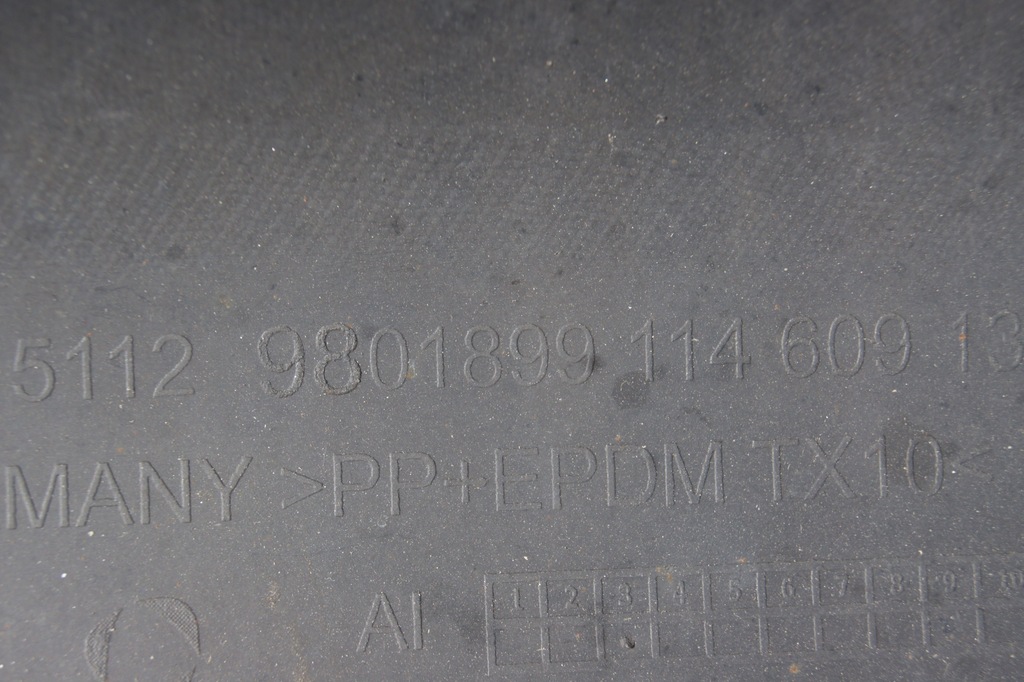 5112 9801899 114 609 13
MANY >PP+EPDM TX10<
AI 1 2 3 4 5 6 7 8 9 10